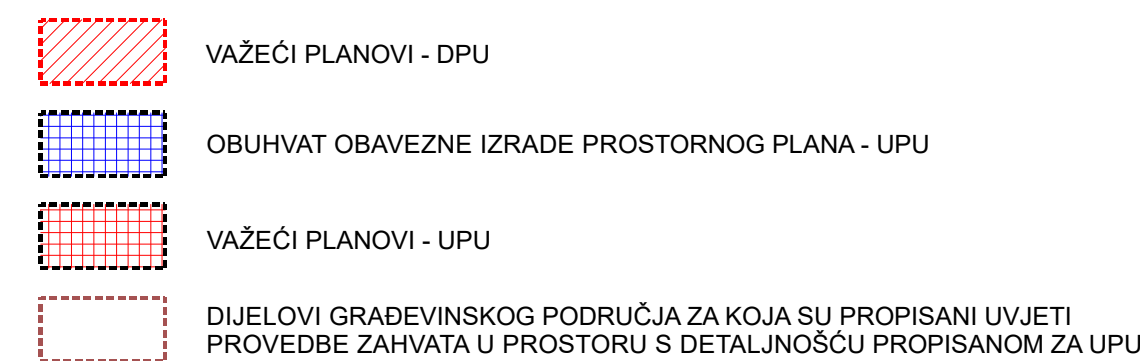 VAŽEĆI PLANOVI - DPU
OBUHVAT OBAVEZNE IZRADE PROSTORNOG PLANA - UPU
VAŽEĆI PLANOVI - UPU
DIJELOVI GRAĐEVINSKOG PODRUČJA ZA KOJA SU PROPISANI UVJETI
PROVEDBE ZAHVATA U PROSTORU S DETALJNOŠĆU PROPISANOM ZA UPU